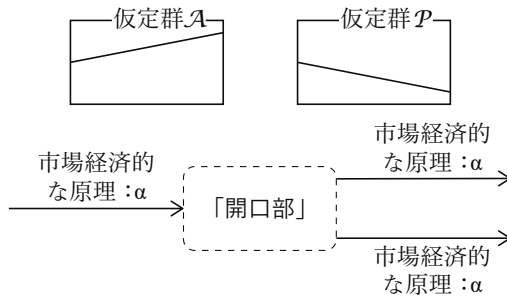 仮定群𝒜
仮定群𝒫
市場経済的
な原理：α
「開口部」
市場経済的
な原理：α
市場経済的
な原理：α